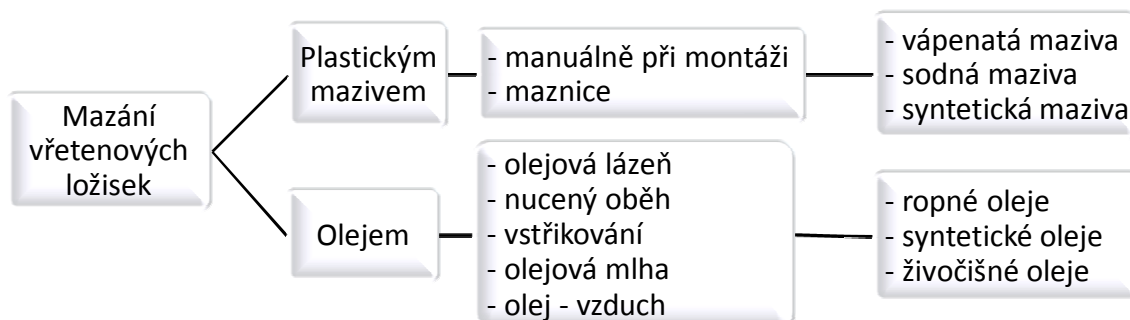 Mazání
vřetenových
ložisek
Plastickým
mazivem
- manuálně při montáži
- maznice
- vápenatá maziva
- sodná maziva
- syntetická maziva
Olejem
- olejová lázeň
- nucený oběh
- vstřikování
- olejová mlha
- olej - vzduch
- ropné oleje
- syntetické oleje
- živočišné oleje